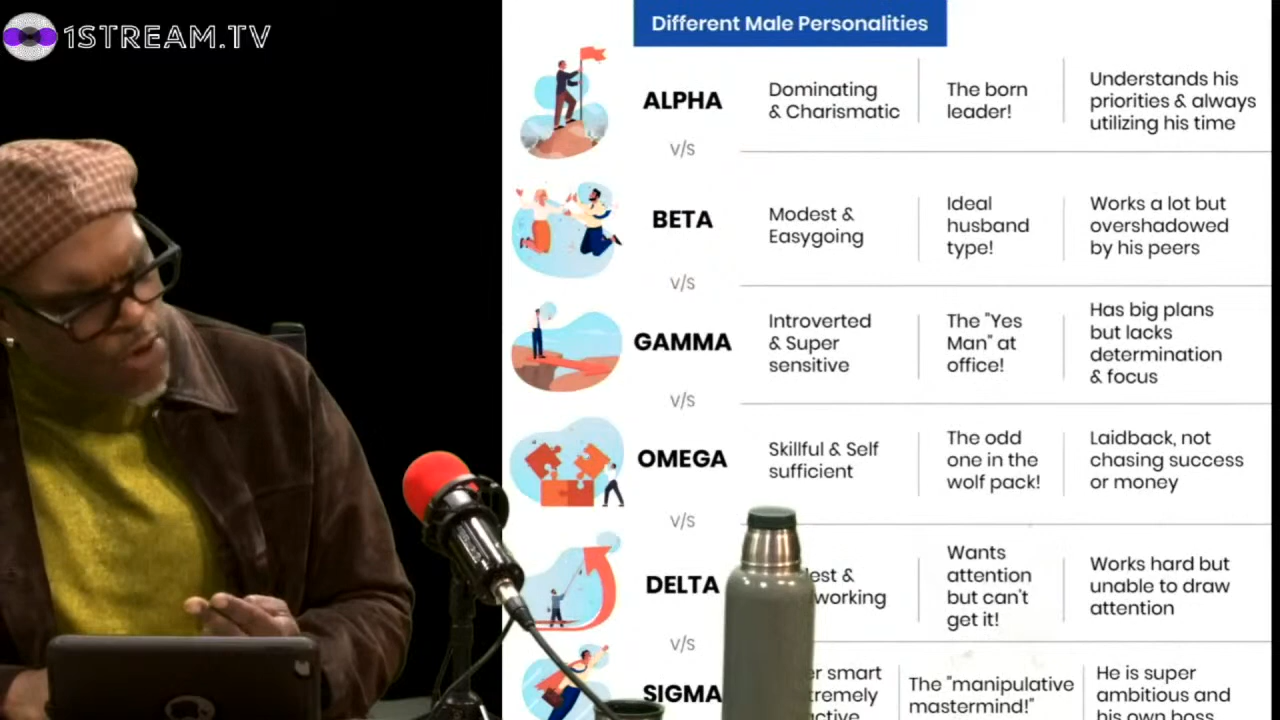 1STREAM.TV
Different Male Personalities
ALPHA
Dominating
& Charismatic
The born
leader!
Understands his
priorities & always
utilizing his time
v/s
BETA
Modest &
Easygoing
Ideal
husband
type!
Works a lot but
overshadowed
by his peers
v/s
GAMMA
Introverted
& Super
sensitive
The "Yes
Man" at
office!
Has big plans
but lacks
determination
& focus
v/s
OMEGA
Skillful & Self
sufficient
The odd
one in the
wolf pack!
Laidback, not
chasing success
or money
v/s
DELTA
&
Wants
attention
but can't
get it!
Works hard but
unable to draw
attention
v/s
SIGMA
smart
The "manipulative
mastermind!"
He is super
ambitious and
his own boss